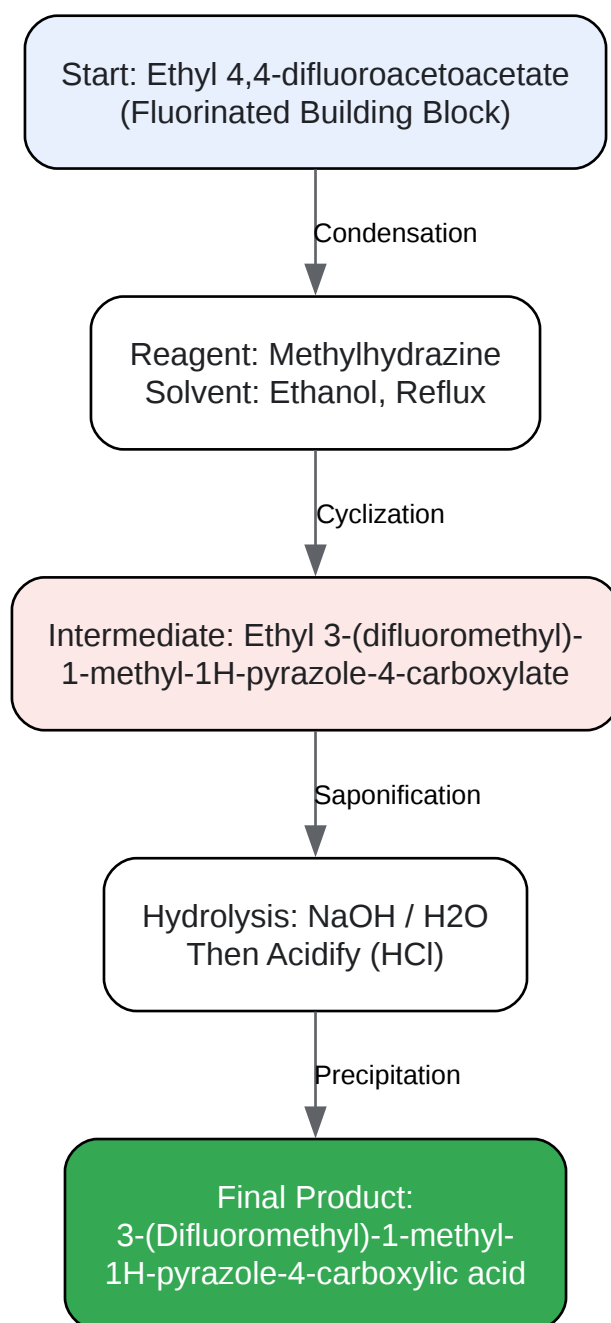 Start: Ethyl 4,4-difluoroacetoacetate
(Fluorinated Building Block)
Condensation
Reagent: Methylhydrazine
Solvent: Ethanol, Reflux
Cyclization
Intermediate: Ethyl 3-(difluoromethyl)-
1-methyl-1H-pyrazole-4-carboxylate
Saponification
Hydrolysis: NaOH / H2O
Then Acidify (HCl)
Precipitation
Final Product:
3-(Difluoromethyl)-1-methyl-
1H-pyrazole-4-carboxylic acid